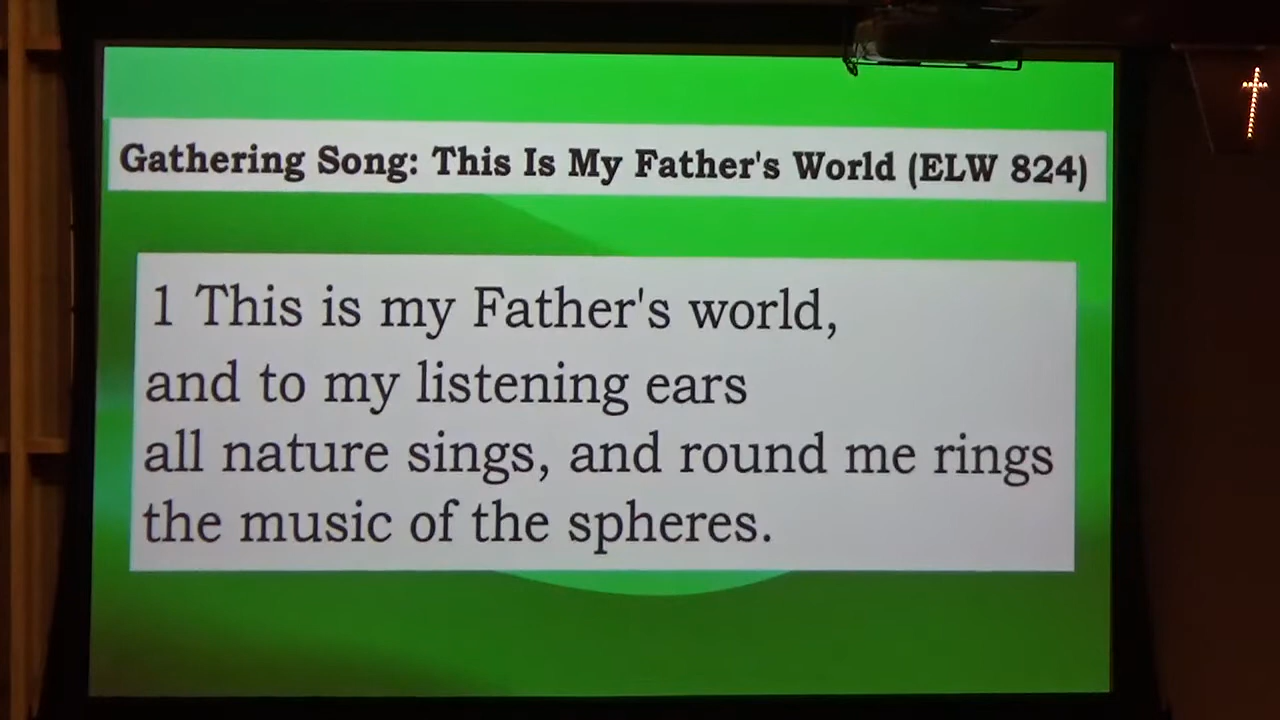 Gathering Song: This Is My Father's World (ELW 824)
1 This is my Father's world,
and to my listening ears
all nature sings, and round me rings
the music of the spheres.